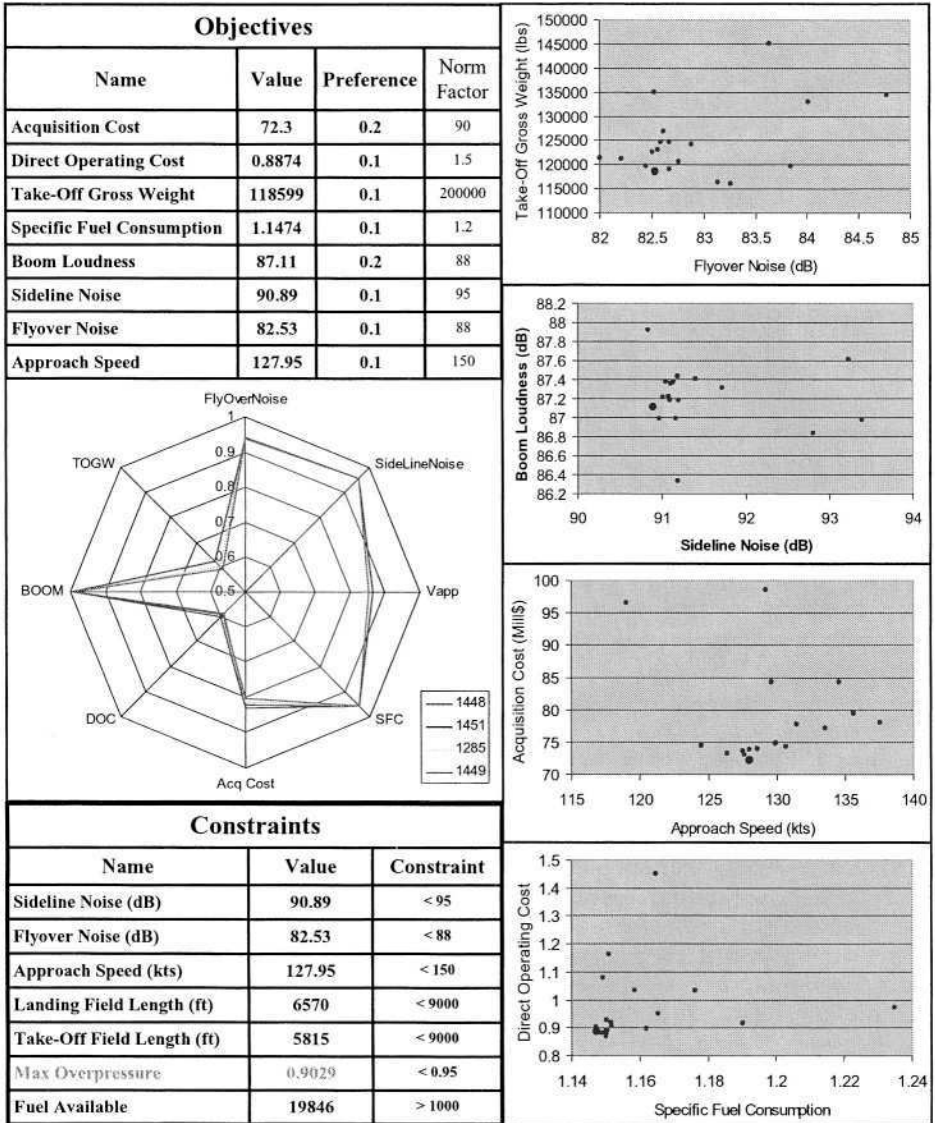 Objectives
Name Value Preference Norm Factor
Acquisition Cost 72.3 0.2 90
Direct Operating Cost 0.8874 0.1 1.5
Take-Off Gross Weight 118599 0.1 200000
Specific Fuel Consumption 1.1474 0.1 1.2
Boom Loudness 87.11 0.2 88
Sideline Noise 90.89 0.1 95
Flyover Noise 82.53 0.1 88
Approach Speed 127.95 0.1 150
FlyOverNoise
SideLineNoise
Vapp
SFC
Acq Cost
DOC
BOOM
TOGW
1
0.9
0.8
0.7
0.6
0.5
1448
1451
1285
1449
Constraints
Name Value Constraint
Sideline Noise (dB) 90.89 < 95
Flyover Noise (dB) 82.53 < 88
Approach Speed (kts) 127.95 < 150
Landing Field Length (ft) 6570 < 9000
Take-Off Field Length (ft) 5815 < 9000
Max Overpressure 0.9029 < 0.95
Fuel Available 19846 > 1000
Take-Off Gross Weight (lbs)
150000
145000
140000
135000
130000
125000
120000
115000
110000
82 82.5 83 83.5 84 84.5 85
Flyover Noise (dB)
Boom Loudness (dB)
88.2
88
87.8
87.6
87.4
87.2
87
86.8
86.6
86.4
86.2
90 91 92 93 94
Sideline Noise (dB)
Acquisition Cost (Mill$)
100
95
90
85
80
75
70
115 120 125 130 135 140
Approach Speed (kts)
Direct Operating Cost
1.5
1.4
1.3
1.2
1.1
1
0.9
0.8
1.14 1.16 1.18 1.2 1.22 1.24
Specific Fuel Consumption